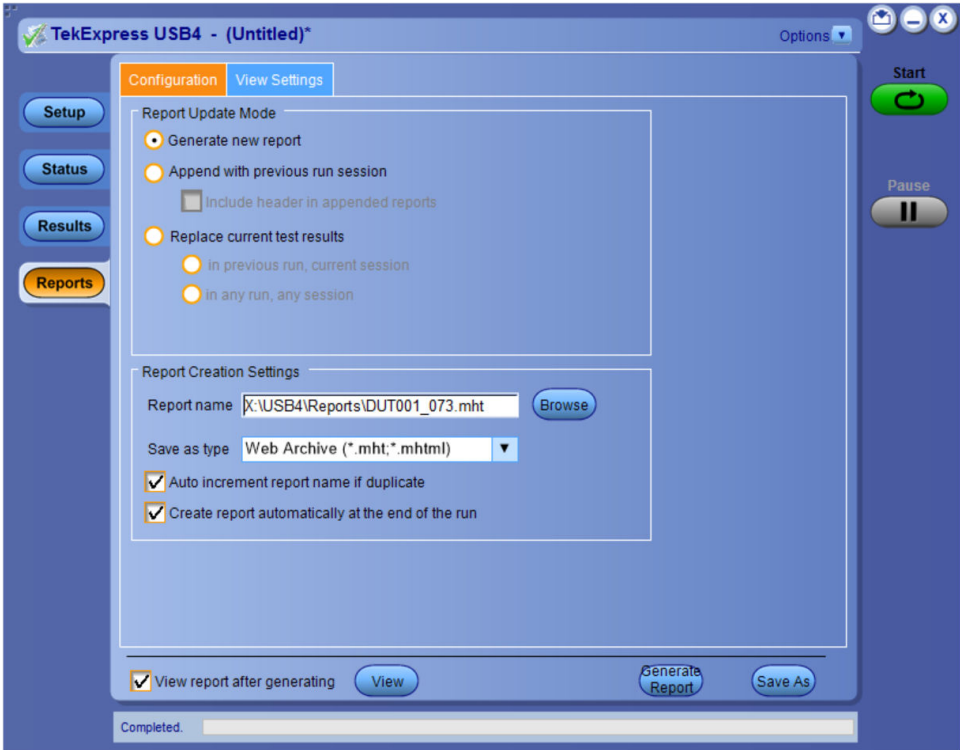 TekExpress USB4 - (Untitled)*
Options
X
Start
Pause
Setup
Status
Results
Reports
Configuration
View Settings
Report Update Mode
Generate new report
Append with previous run session
Include header in appended reports
Replace current test results
in previous run, current session
in any run, any session
Report Creation Settings
Report name X:\USB4\Reports\DUT001_073.mht Browse
Save as type Web Archive (*.mht;*.mhtml)
Auto increment report name if duplicate
Create report automatically at the end of the run
View report after generating View
Generate
Report
Save As
Completed.